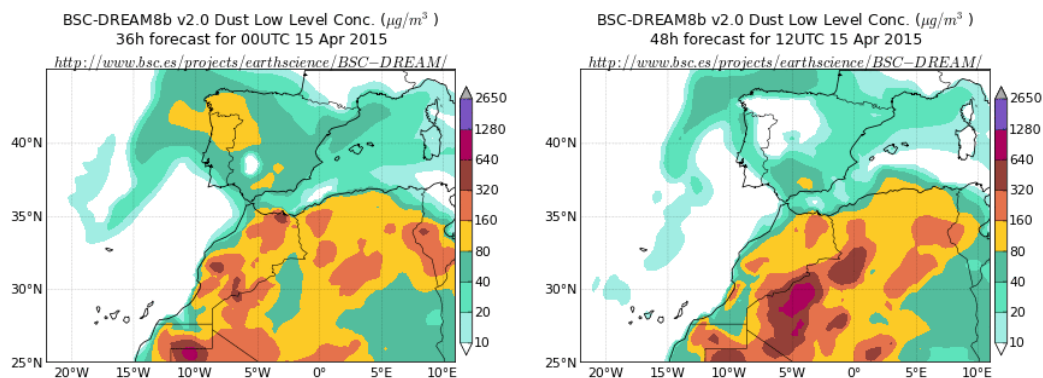 BSC-DREAM8b v2.0 Dust Low Level Conc. (μg/m³ )
36h forecast for 00UTC 15 Apr 2015
http://www.bsc.es/projects/earthscience/BSC−DREAM/
40°N
35°N
30°N
25°N
20°W 15°W 10°W 5°W 0°E 5°E 10°E
2650
1280
640
320
160
80
40
20
10
BSC-DREAM8b v2.0 Dust Low Level Conc. (μg/m³ )
48h forecast for 12UTC 15 Apr 2015
http://www.bsc.es/projects/earthscience/BSC−DREAM/
40°N
35°N
30°N
25°N
20°W 15°W 10°W 5°W 0°E 5°E 10°E
2650
1280
640
320
160
80
40
20
10